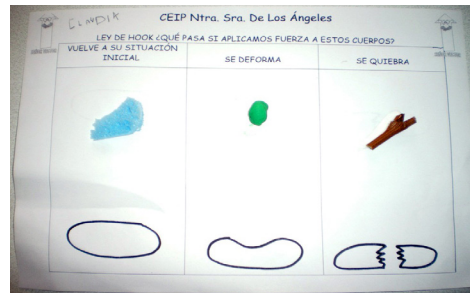 CLAUDIA
CEIP Ntra. Sra. De Los Ángeles
LEY DE HOOK ¿QUÉ PASA SI APLICAMOS FUERZA A ESTOS CUERPOS?
VUELVE A SU SITUACIÓN
INICIAL
SE DEFORMA
SE QUIEBRA